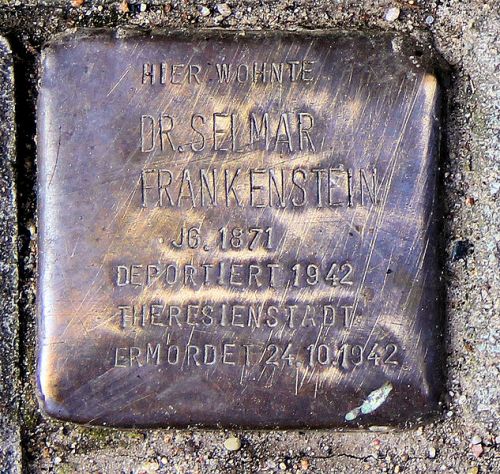 HIER WOHNTE
DR. SELMAR
FRANKENSTEIN
JG. 1871
DEPORTIERT 1942
THERESIENSTADT
ERMORDET 24.10.1942